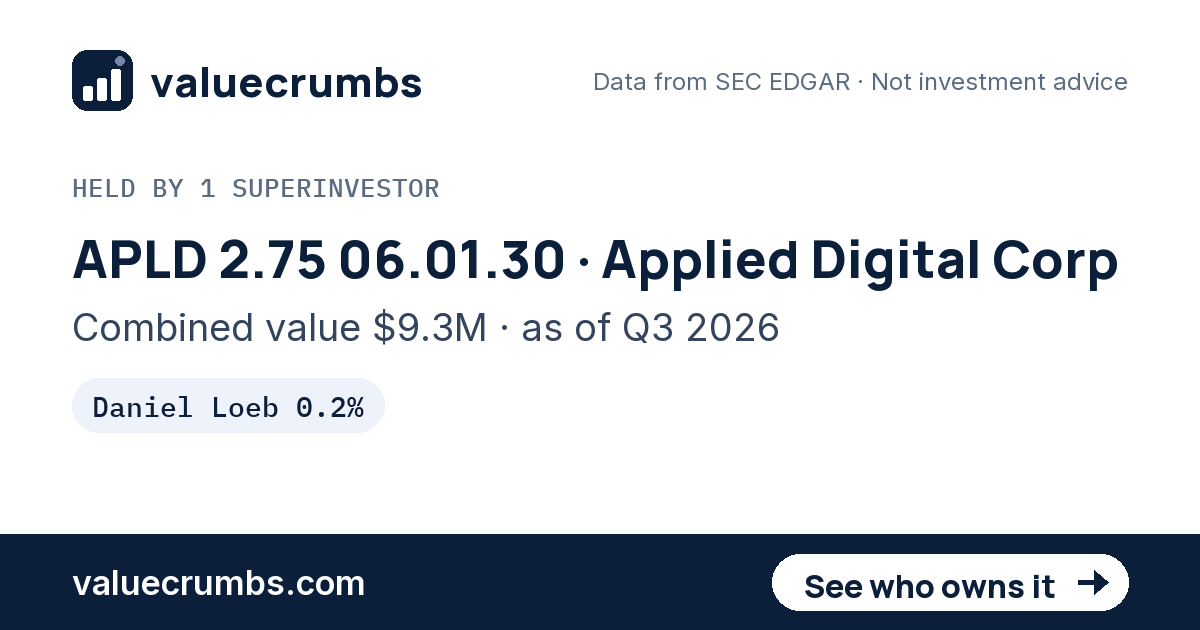 valuecrumbs
Data from SEC EDGAR · Not investment advice
HELD BY 1 SUPERINVESTOR
APLD 2.75 06.01.30 · Applied Digital Corp
Combined value $9.3M · as of Q3 2026
Daniel Loeb 0.2%
valuecrumbs.com
See who owns it →